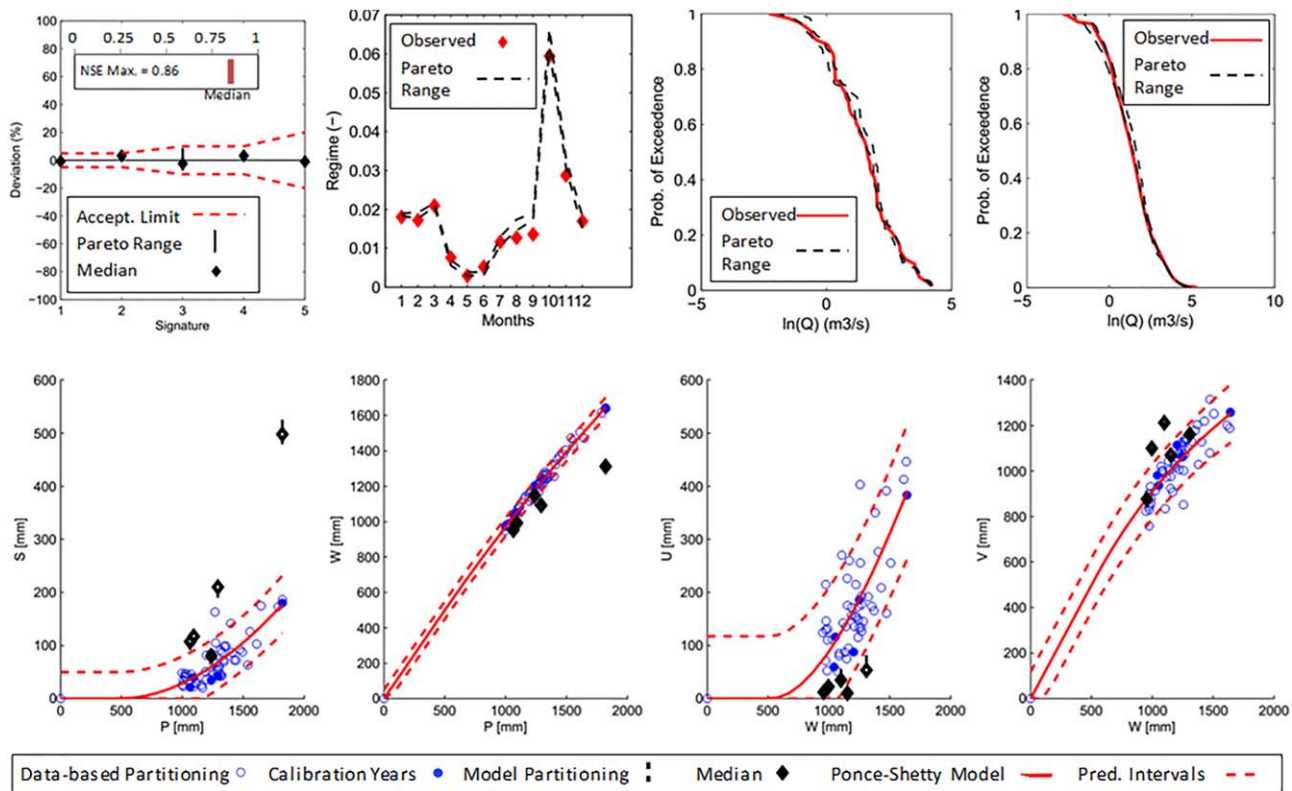 0 0.25 0.5 0.75 1
NSE Max. = 0.86
Median
100
80
60
40
20
0
−20
−40
−60
−80
−100
Deviation (%)
Accept. Limit
Pareto Range
Median
1 2 3 4 5
Signature
0.07
0.06
0.05
0.04
0.03
0.02
0.01
0
Regime (−)
Observed
Pareto
Range
1 2 3 4 5 6 7 8 9 101112
Months
1
0.8
0.6
0.4
0.2
0
Prob. of Exceedence
Observed
Pareto
Range
−5 0 5
ln(Q) (m3/s)
1
0.8
0.6
0.4
0.2
0
Prob. of Exceedence
Observed
Pareto
Range
−5 0 5 10
ln(Q) (m3/s)
600
500
400
300
200
100
0
S [mm]
0 500 1000 1500 2000
P [mm]
1800
1600
1400
1200
1000
800
600
400
200
0
W [mm]
0 500 1000 1500 2000
P [mm]
600
500
400
300
200
100
0
U [mm]
0 500 1000 1500 2000
W [mm]
1400
1200
1000
800
600
400
200
0
V [mm]
0 500 1000 1500 2000
W [mm]
Data-based Partitioning Calibration Years Model Partitioning Median Ponce-Shetty Model Pred. Intervals